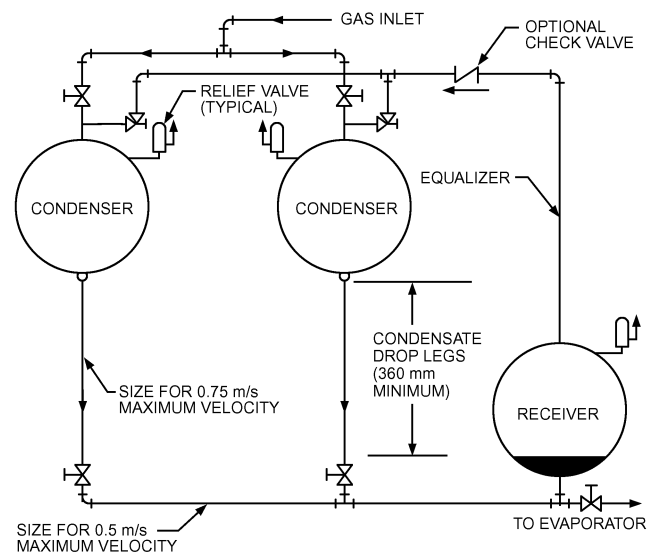 GAS INLET
OPTIONAL
CHECK VALVE
RELIEF VALVE
(TYPICAL)
CONDENSER
CONDENSER
EQUALIZER
CONDENSATE
DROP LEGS
(360 mm
MINIMUM)
SIZE FOR 0.75 m/s
MAXIMUM VELOCITY
RECEIVER
SIZE FOR 0.5 m/s
MAXIMUM VELOCITY
TO EVAPORATOR